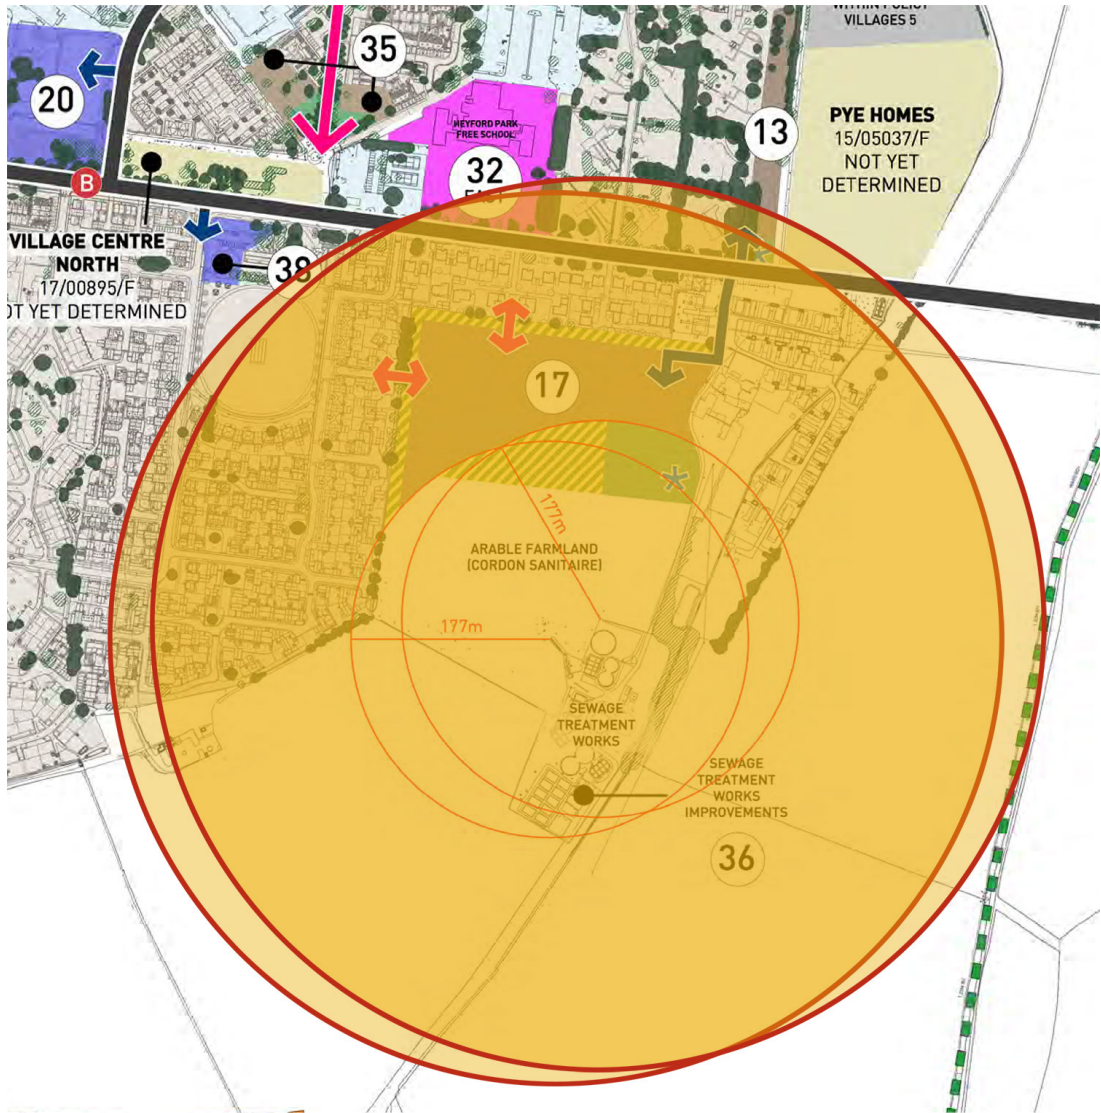 WITHIN POLICY
VILLAGES 5
35
20
HEYFORD PARK
FREE SCHOOL
32
13
PYE HOMES
15/05037/F
NOT YET
DETERMINED
B
VILLAGE CENTRE
NORTH
17/00895/F
OT YET DETERMINED
38
17
177m
ARABLE FARMLAND
(CORDON SANITAIRE)
177m
SEWAGE
TREATMENT
WORKS
SEWAGE
TREATMENT
WORKS
IMPROVEMENTS
36